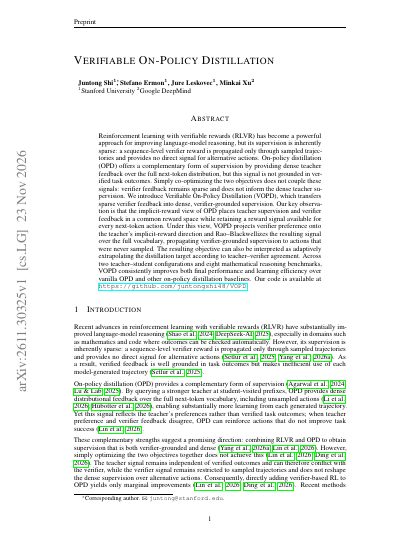 Preprint
VERIFIABLE ON-POLICY DISTILLATION
Juntong Shi¹*, Stefano Ermon¹, Jure Leskovec¹, Minkai Xu²
¹Stanford University ²Google DeepMind
ABSTRACT
Reinforcement learning with verifiable rewards (RLVR) has become a powerful
approach for improving language-model reasoning, but its supervision is inherently
sparse: a sequence-level verifier reward is propagated only through sampled trajec-
tories and provides no direct signal for alternative actions. On-policy distillation
(OPD) offers a complementary form of supervision by providing dense teacher
feedback over the full next-token distribution, but this signal is not grounded in ver-
ified task outcomes. Simply co-optimizing the two objectives does not couple these
signals: verifier feedback remains sparse and does not inform the dense teacher su-
pervision. We introduce Verifiable On-Policy Distillation (VOPD), which transfers
sparse verifier feedback into dense, verifier-grounded supervision. Our key observa-
tion is that the implicit-reward view of OPD places teacher supervision and verifier
feedback in a common reward space while retaining a reward signal available for
every next-token action. Under this view, VOPD projects verifier preference onto
the teacher's implicit-reward direction and Rao–Blackwellizes the resulting signal
over the full vocabulary, propagating verifier-grounded supervision to actions that
were never sampled. The resulting objective can also be interpreted as adaptively
extrapolating the distillation target according to teacher–verifier agreement. Across
two teacher–student configurations and eight mathematical reasoning benchmarks,
VOPD consistently improves both final performance and learning efficiency over
vanilla OPD and other on-policy distillation baselines. Our code is available at
https://github.com/juntongshi48/VOPD
1 INTRODUCTION
Recent advances in reinforcement learning with verifiable rewards (RLVR) have substantially im-
proved language-model reasoning (Shao et al., 2024; DeepSeek-AI, 2025), especially in domains such
as mathematics and code where outcomes can be checked automatically. However, its supervision is
inherently sparse: a sequence-level verifier reward is propagated only through sampled trajectories
and provides no direct signal for alternative actions (Setlur et al., 2025; Yang et al., 2026a). As
a result, verified feedback is well grounded in task outcomes but makes inefficient use of each
model-generated trajectory (Setlur et al., 2025).
On-policy distillation (OPD) provides a complementary form of supervision (Agarwal et al., 2024;
Lu & Lab, 2025). By querying a stronger teacher at student-visited prefixes, OPD provides dense
distributional feedback over the full next-token vocabulary, including unsampled actions (Li et al.,
2026; Hübotter et al., 2026), enabling substantially more learning from each generated trajectory.
Yet this signal reflects the teacher's preferences rather than verified task outcomes; when teacher
preference and verifier feedback disagree, OPD can reinforce actions that do not improve task
success (Lin et al., 2026).
These complementary strengths suggest a promising direction: combining RLVR and OPD to obtain
supervision that is both verifier-grounded and dense (Yang et al., 2026a; Lin et al., 2026). However,
simply optimizing the two objectives together does not achieve this (Lin et al., 2026; Ding et al.,
2026). The teacher signal remains independent of verified outcomes and can therefore conflict with
the verifier, while the verifier signal remains restricted to sampled trajectories and does not reshape
the dense supervision over alternative actions. Consequently, directly adding verifier-based RL to
OPD yields only marginal improvements (Lin et al., 2026; Ding et al., 2026). Recent methods
*Corresponding author. juntong@stanford.edu.
1
arXiv:2611.30325v1 [cs.LG] 23 Nov 2026